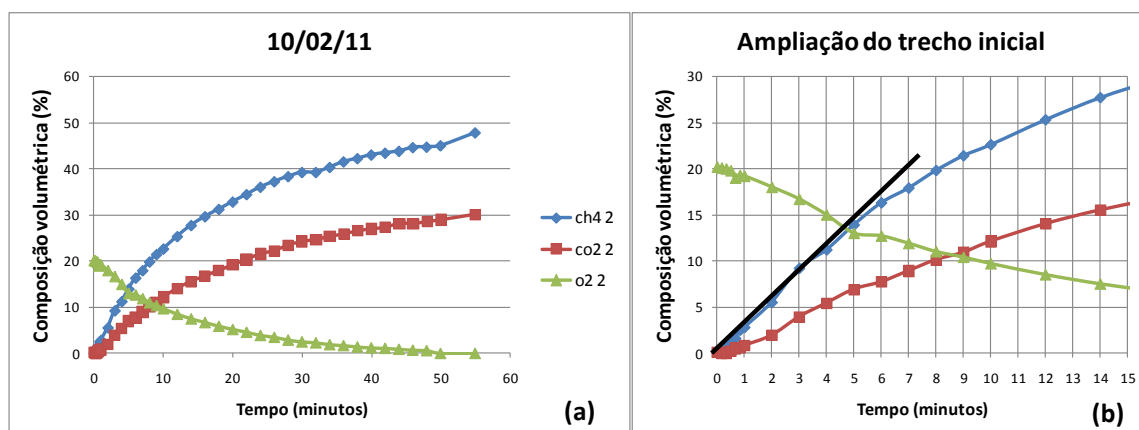 10/02/11
Composição volumétrica (%)
60
50
40
30
20
10
0
0 10 20 30 40 50 60
Tempo (minutos)
(a)
ch4 2
co2 2
o2 2
Ampliação do trecho inicial
Composição volumétrica (%)
30
25
20
15
10
5
0
0 1 2 3 4 5 6 7 8 9 10 11 12 13 14 15
Tempo (minutos)
(b)